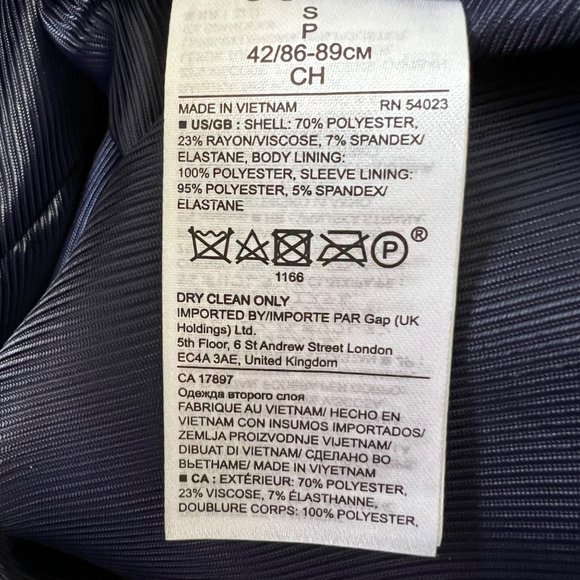 S
P
42/86-89CM
CH
MADE IN VIETNAM RN 54023
■ US/GB : SHELL: 70% POLYESTER,
23% RAYON/VISCOSE, 7% SPANDEX/
ELASTANE, BODY LINING:
100% POLYESTER, SLEEVE LINING:
95% POLYESTER, 5% SPANDEX/
ELASTANE
P ®
1166
DRY CLEAN ONLY
IMPORTED BY/IMPORTE PAR Gap (UK
Holdings) Ltd.
5th Floor, 6 St Andrew Street London
EC4A 3AE, United Kingdom
CA 17897
Одежда второго слоя
FABRIQUE AU VIETNAM/ HECHO EN
VIETNAM CON INSUMOS IMPORTADOS/
ZEMLJA PROIZVODNJE VIJETNAM/
DIBUAT DI VIETNAM/ СДЕЛАНО ВО
ВЬЕТНАМЕ/ MADE IN VIYETNAM
■ CA : EXTÉRIEUR: 70% POLYESTER,
23% VISCOSE, 7% ÉLASTHANNE,
DOUBLURE CORPS: 100% POLYESTER,